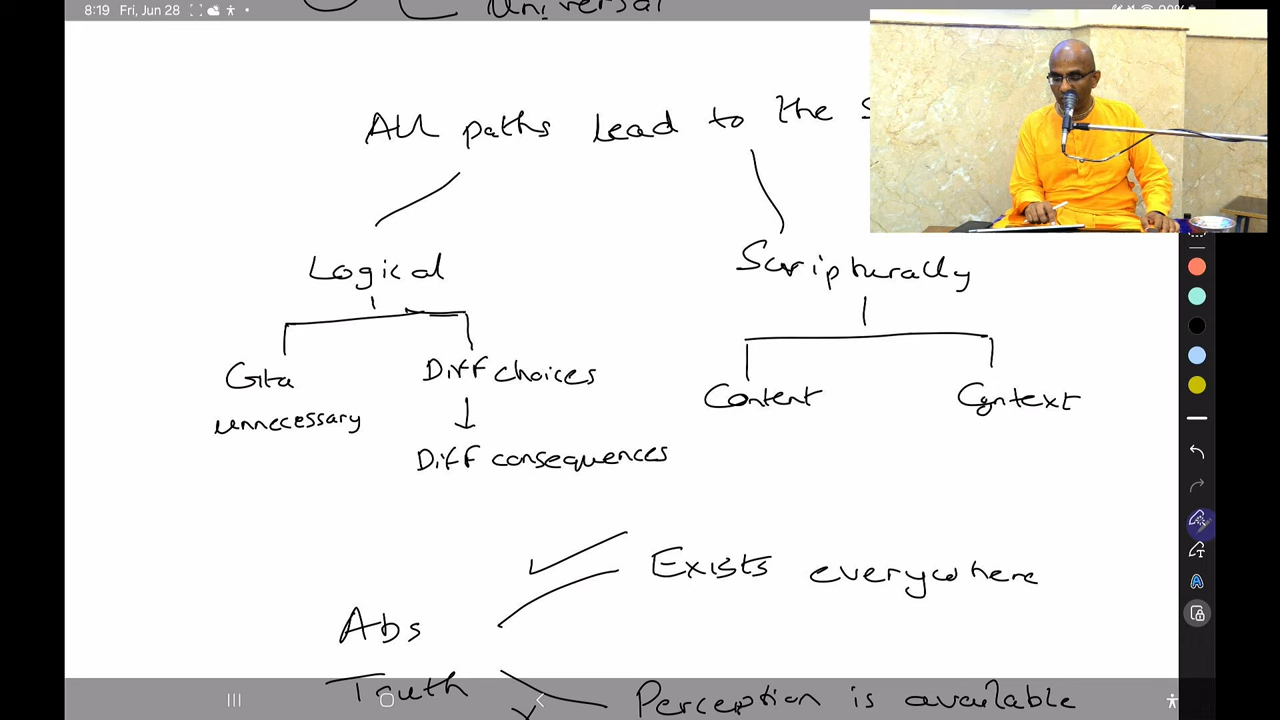 8:19 Fri, Jun 28
Universal
ALL paths lead to the S
Logical
Scripturally
Gita
unnecessary
Diff choices
Diff consequences
Content
Context
Exists everywhere
Abs
Truth
Perception is available